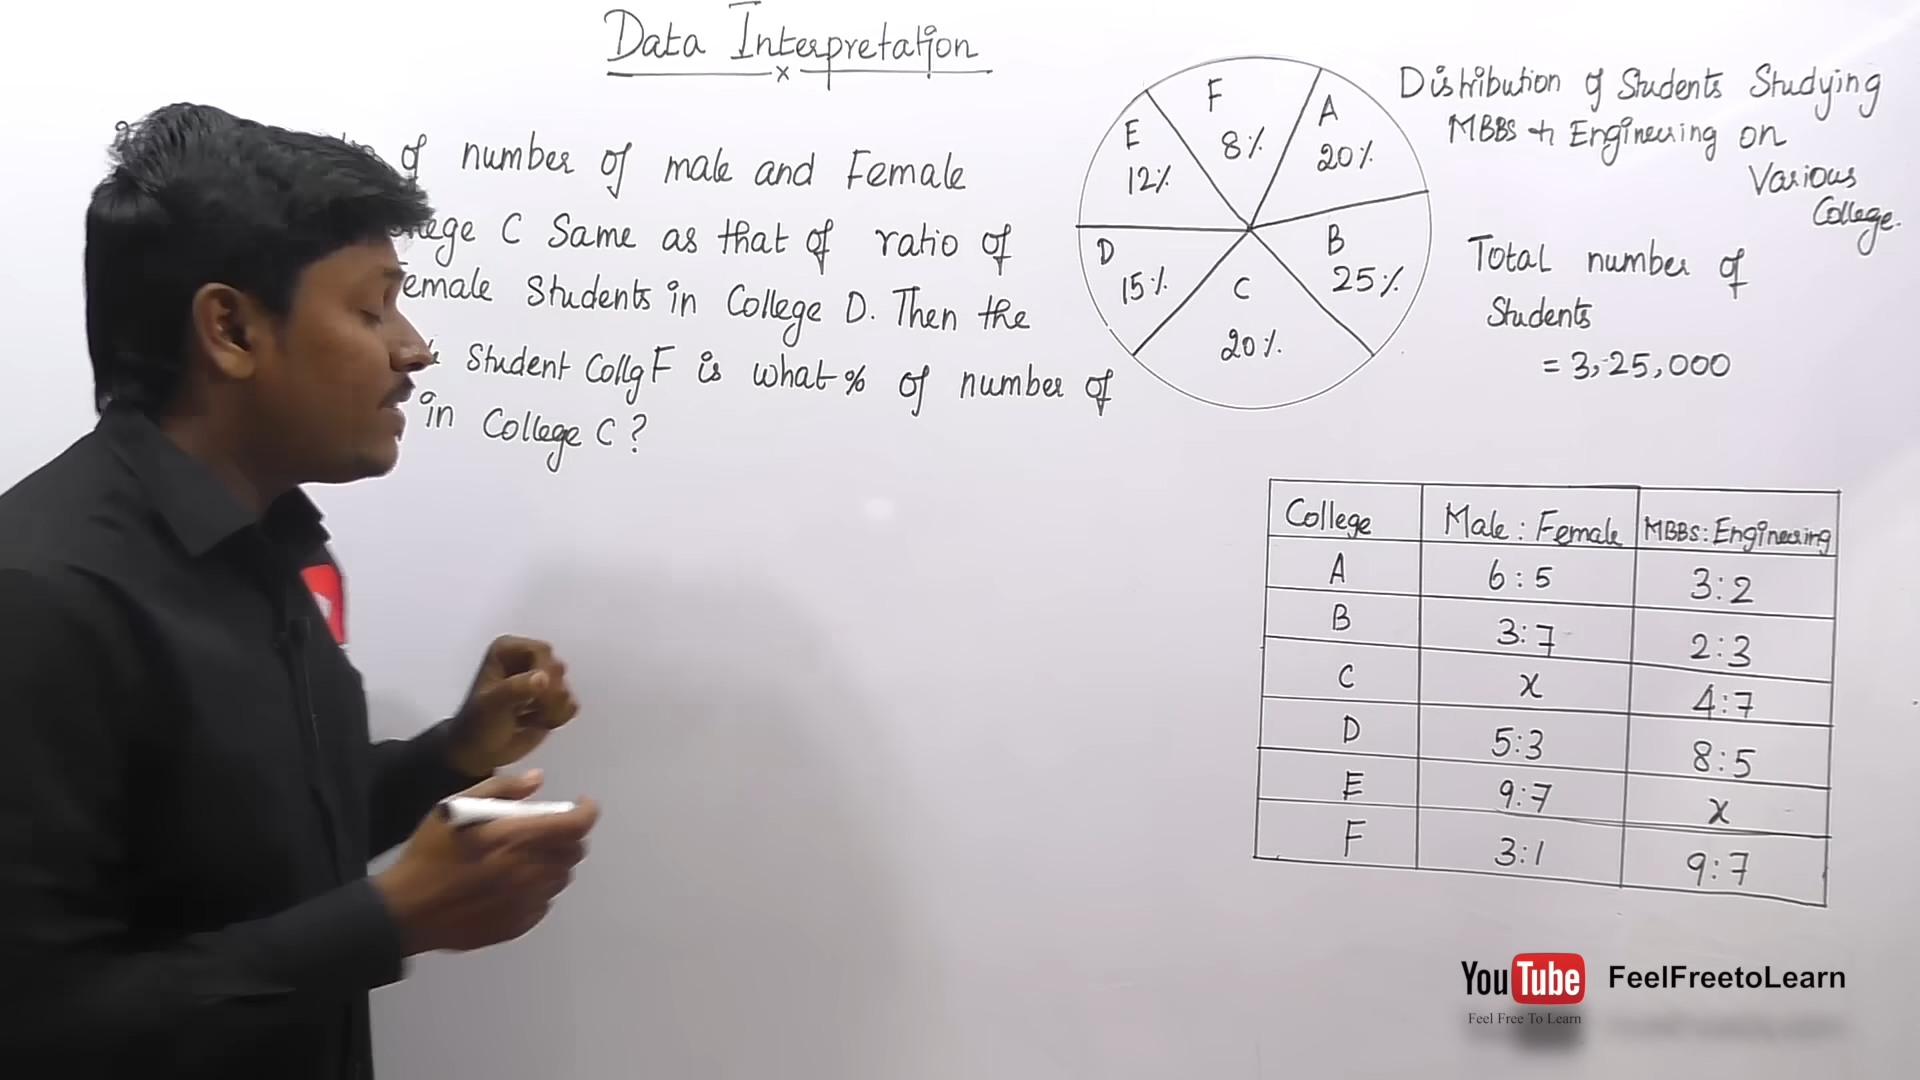 Data Interpretation
of number of male and Female
College C Same as that of ratio of
Female Students in College D. Then the
Student Collg F is what % of number of
in College C?
F
8%
A
20%
E
12%
B
25%
D
15%
C
20%
Distribution of Students Studying
MBBS & Engineering on
Various
College.
Total number of
Students
= 3,25,000
College Male : Female MBBS : Engineering
A 6 : 5 3 : 2
B 3 : 7 2 : 3
C x 4 : 7
D 5 : 3 8 : 5
E 9 : 7 x
F 3 : 1 9 : 7
YouTube FeelFreetoLearn
Feel Free To Learn